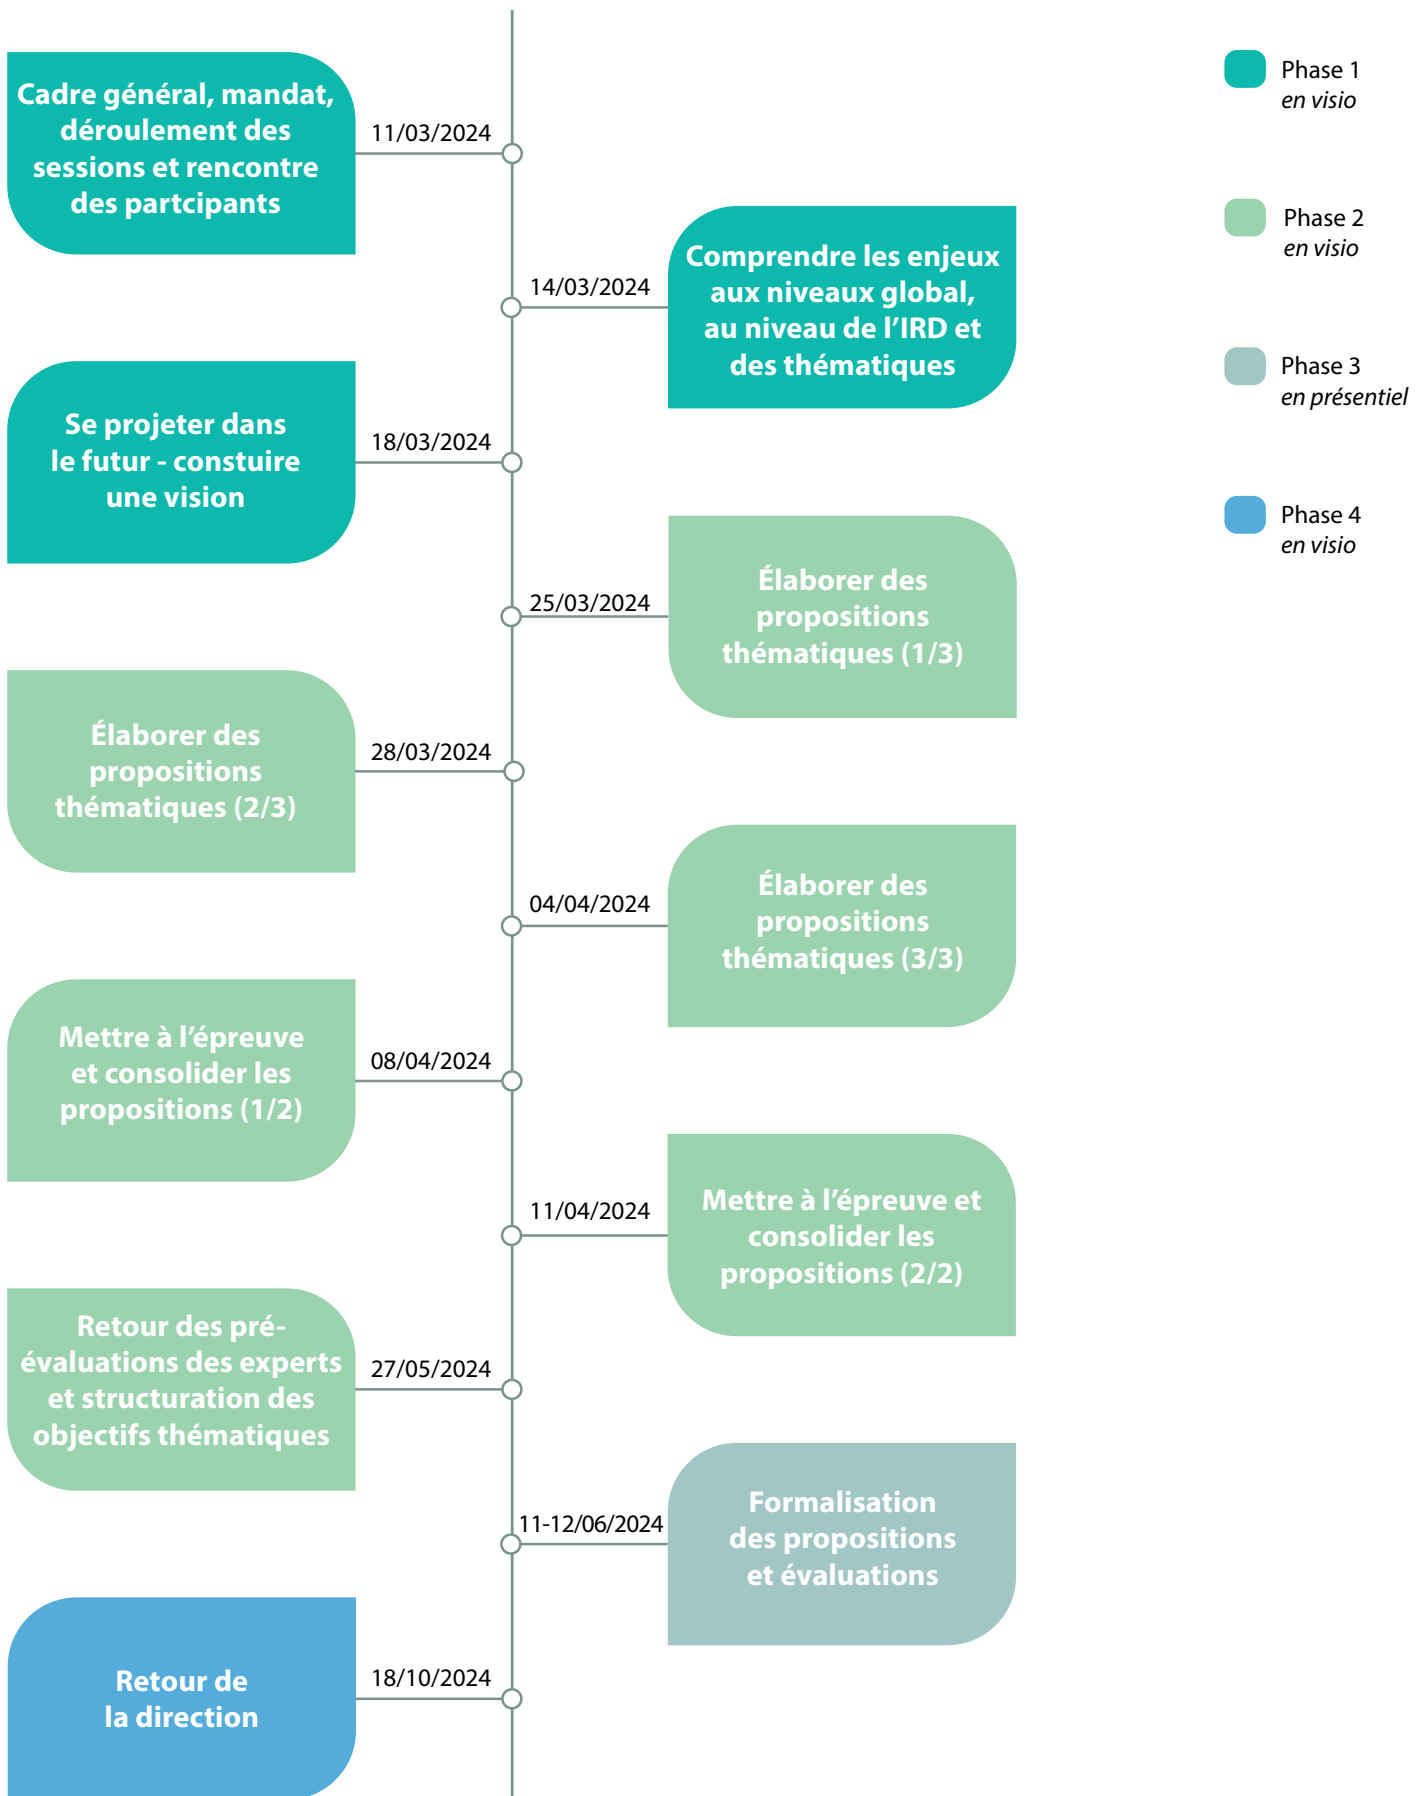 Cadre général, mandat,
déroulement des
sessions et rencontre
des partcipants
11/03/2024
Comprendre les enjeux
aux niveaux global,
au niveau de l’IRD et
des thématiques
14/03/2024
Se projeter dans
le futur - constuire
une vision
18/03/2024
Élaborer des
propositions
thématiques (1/3)
25/03/2024
Élaborer des
propositions
thématiques (2/3)
28/03/2024
Élaborer des
propositions
thématiques (3/3)
04/04/2024
Mettre à l’épreuve
et consolider les
propositions (1/2)
08/04/2024
Mettre à l’épreuve et
consolider les
propositions (2/2)
11/04/2024
Retour des pré-
évaluations des experts
et structuration des
objectifs thématiques
27/05/2024
Formalisation
des propositions
et évaluations
11-12/06/2024
Retour de
la direction
18/10/2024
Phase 1
en visio
Phase 2
en visio
Phase 3
en présentiel
Phase 4
en visio